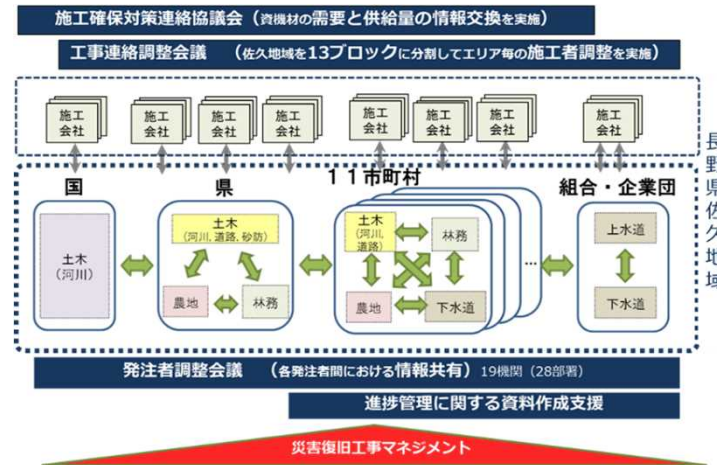 施工確保対策連絡協議会（資機材の需要と供給量の情報交換を実施）
工事連絡調整会議　（佐久地域を13ブロックに分割してエリア毎の施工者調整を実施）
施工
会社
施工
会社
施工
会社
施工
会社
施工
会社
施工
会社
施工
会社
施工
会社
国
県
１１市町村
組合・企業団
土木
（河川）
土木
（河川, 道路, 砂防）
農地
林務
土木
（河川,
道路）
林務
農地
下水道
…
上水道
下水道
長野県佐久地域
発注者調整会議　（各発注者間における情報共有）19機関（28部署）
進捗管理に関する資料作成支援
災害復旧工事マネジメント